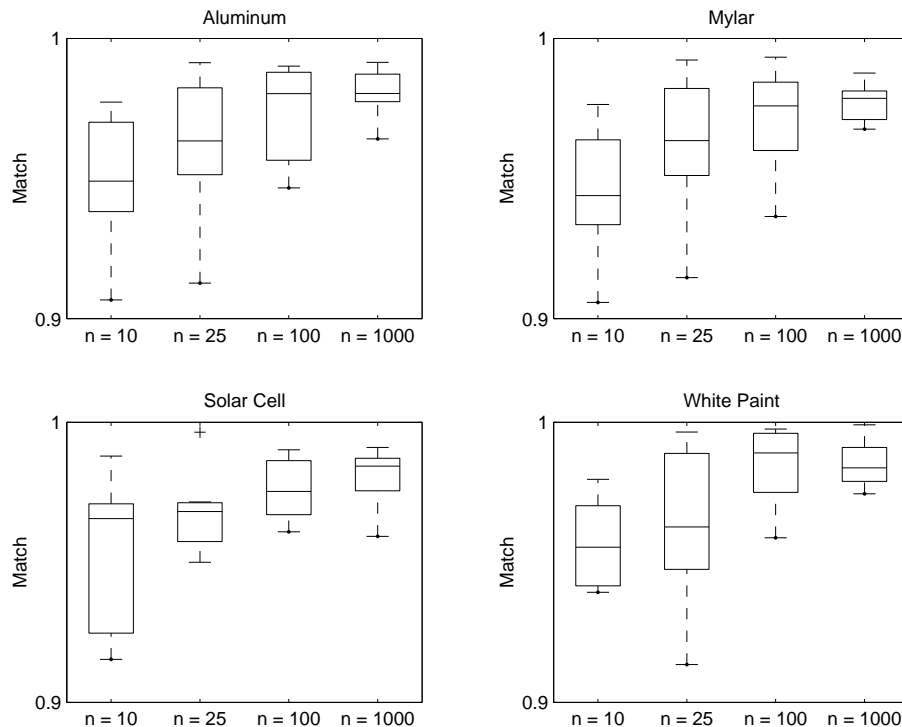 Aluminum
1
Match
0.9
n = 10 n = 25 n = 100 n = 1000
Mylar
1
Match
0.9
n = 10 n = 25 n = 100 n = 1000
Solar Cell
1
Match
0.9
n = 10 n = 25 n = 100 n = 1000
White Paint
1
Match
0.9
n = 10 n = 25 n = 100 n = 1000